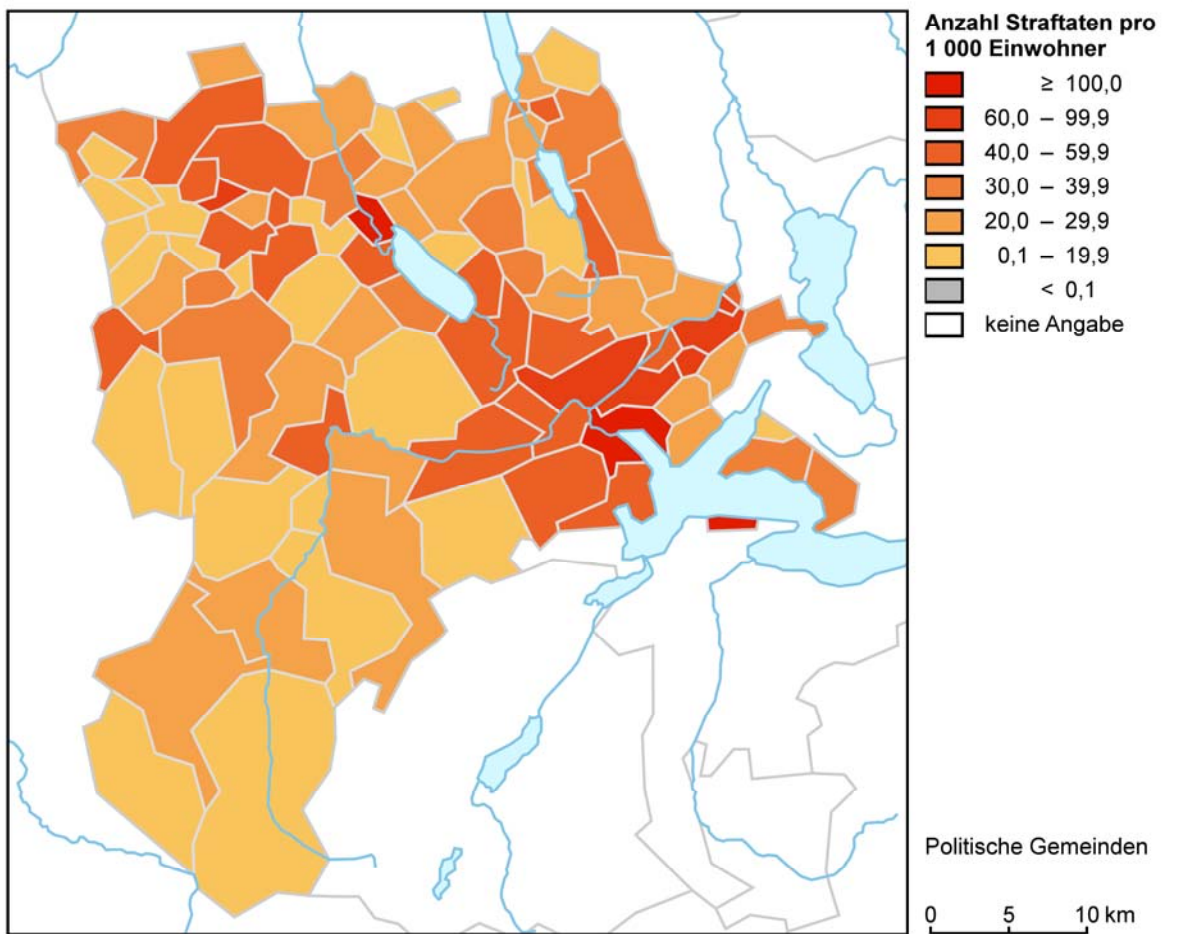 Anzahl Straftaten pro
1 000 Einwohner
≥ 100,0
60,0 – 99,9
40,0 – 59,9
30,0 – 39,9
20,0 – 29,9
0,1 – 19,9
< 0,1
keine Angabe
Politische Gemeinden
0 5 10 km